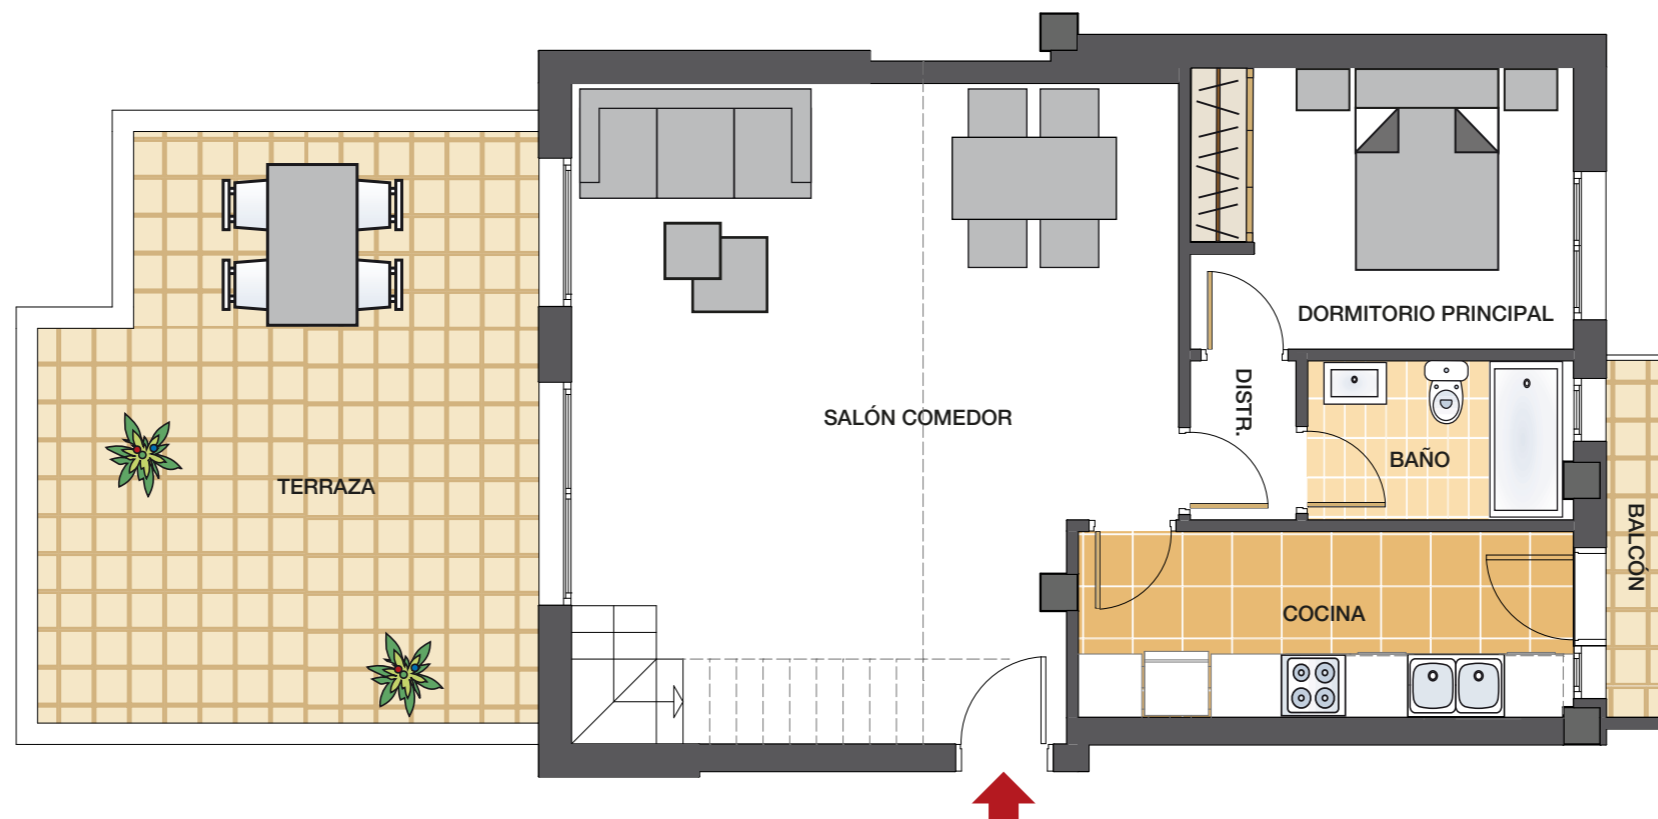 DORMITORIO PRINCIPAL
DISTR.
SALÓN COMEDOR
BAÑO
TERRAZA
BALCÓN
COCINA